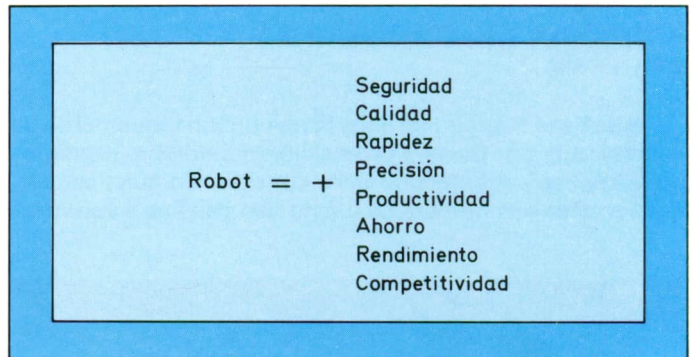 Seguridad
Calidad
Rapidez
Robot = + Precisión
Productividad
Ahorro
Rendimiento
Competitividad